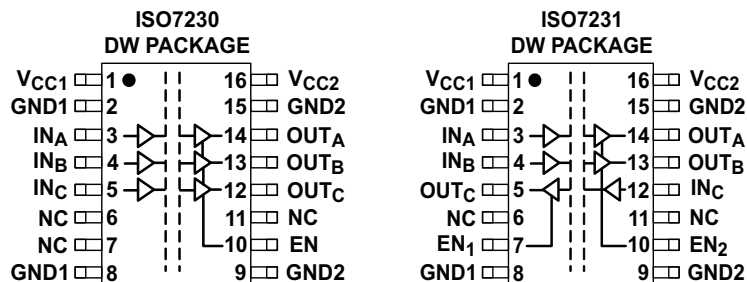 ISO7230
DW PACKAGE
VCC1 1 16 VCC2
GND1 2 15 GND2
INA 3 14 OUTA
INB 4 13 OUTB
INC 5 12 OUTC
NC 6 11 NC
NC 7 10 EN
GND1 8 9 GND2
ISO7231
DW PACKAGE
VCC1 1 16 VCC2
GND1 2 15 GND2
INA 3 14 OUTA
INB 4 13 OUTB
OUTC 5 12 INC
NC 6 11 NC
EN1 7 10 EN2
GND1 8 9 GND2